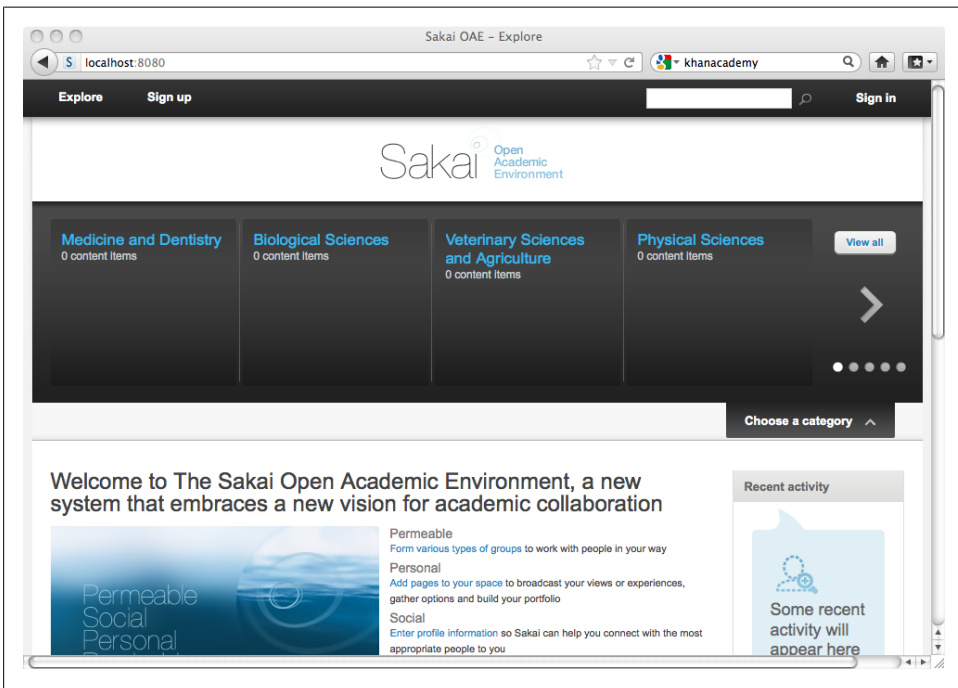 Sakai OAE – Explore
S localhost:8080
khanacademy
Explore Sign up Sign in
Sakai Open Academic Environment
Medicine and Dentistry
0 content items
Biological Sciences
0 content items
Veterinary Sciences
and Agriculture
0 content items
Physical Sciences
0 content items
View all
Choose a category
Welcome to The Sakai Open Academic Environment, a new
system that embraces a new vision for academic collaboration
Permeable
Social
Personal
Permeable
Form various types of groups to work with people in your way
Personal
Add pages to your space to broadcast your views or experiences,
gather options and build your portfolio
Social
Enter profile information so Sakai can help you connect with the most
appropriate people to you
Recent activity
Some recent
activity will
appear here